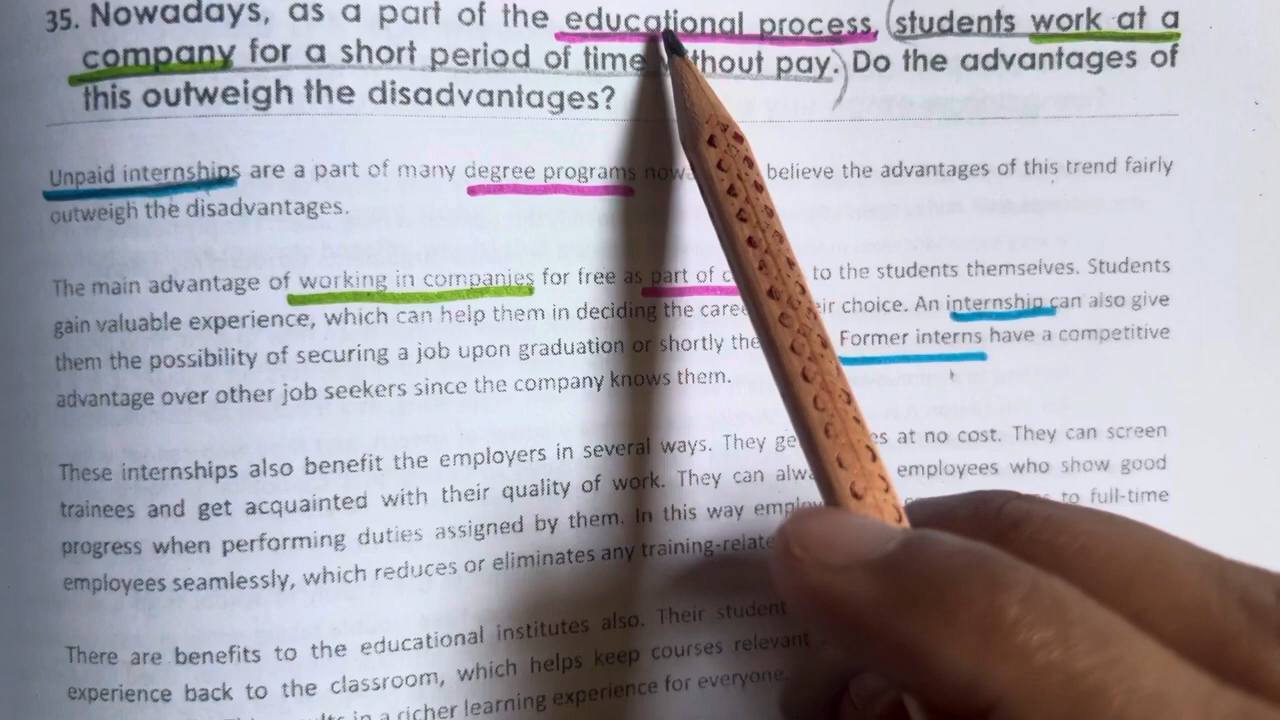 35. Nowadays, as a part of the educational process, (students work at a
company for a short period of time without pay.) Do the advantages of
this outweigh the disadvantages?
Unpaid internships are a part of many degree programs believe the advantages of this trend fairly
outweigh the disadvantages.
The main advantage of working in companies for free as part of to the students themselves. Students
gain valuable experience, which can help them in deciding the choice. An internship can also give
them the possibility of securing a job upon graduation or shortly Former interns have a competitive
advantage over other job seekers since the company knows them.
These internships also benefit the employers in several ways. They at no cost. They can screen
trainees and get acquainted with their quality of work. They can employees who show good
progress when performing duties assigned by them. In this way to full-time
employees seamlessly, which reduces or eliminates any
There are benefits to the educational institutes also. Their
experience back to the classroom, which helps keep courses relevant
in a richer learning experience for everyone.